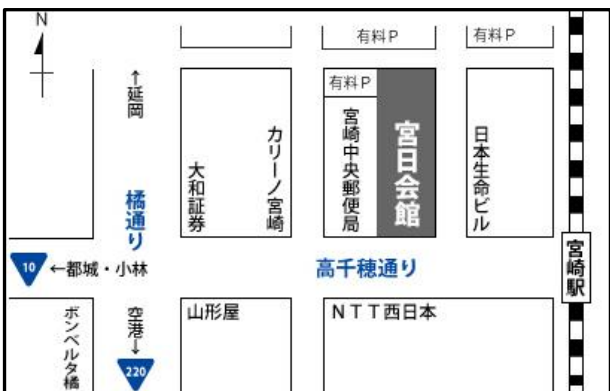 N
有料P
有料P
↑延岡
有料P
宮崎中央郵便局
宮日会館
カリーノ宮崎
大和証券
日本生命ビル
橘通り
10
←都城・小林
高千穂通り
宮崎駅
ボンベルタ橘
空港↓
220
山形屋
NTT西日本